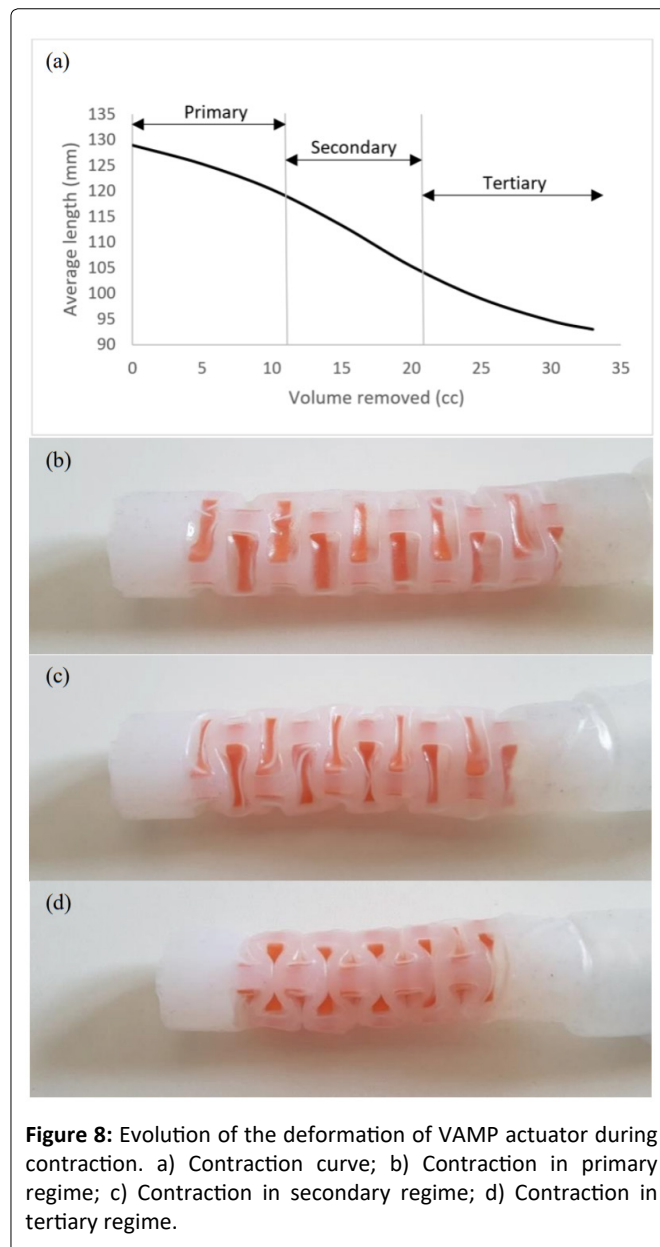 (a)
Primary
Secondary
Tertiary
135
130
125
120
115
110
105
100
95
90
Average length (mm)
0 5 10 15 20 25 30 35
Volume removed (cc)
(b)
(c)
(d)
Figure 8: Evolution of the deformation of VAMP actuator during
contraction. a) Contraction curve; b) Contraction in primary
regime; c) Contraction in secondary regime; d) Contraction in
tertiary regime.